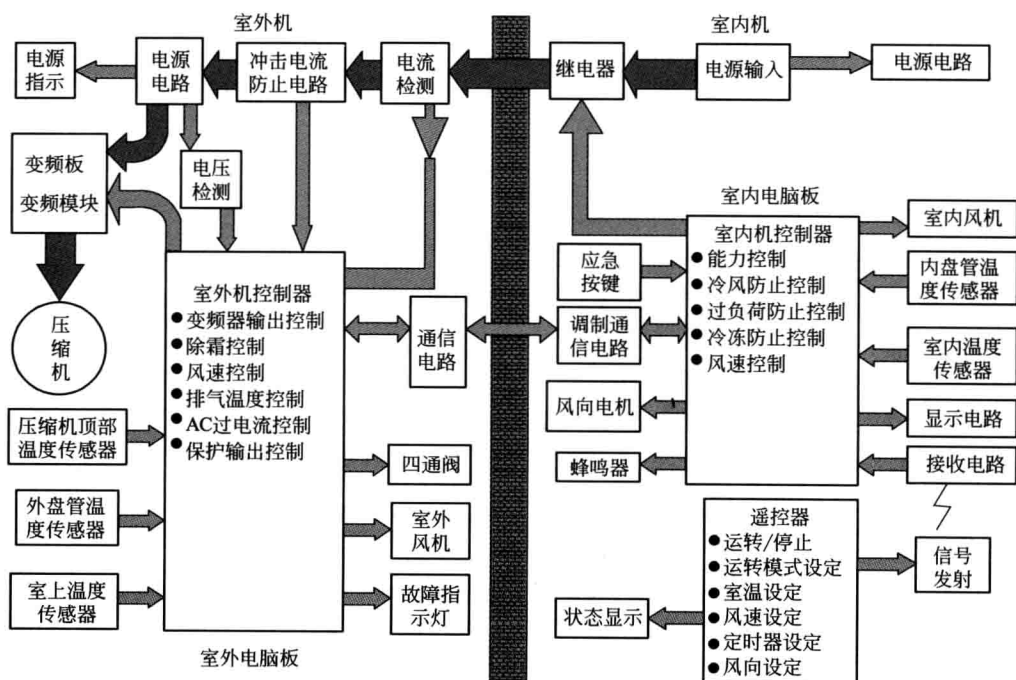 室外机
室内机
电源
指示
电源
电路
冲击电流
防止电路
电流
检测
继电器
电源输入
电源电路
变频板
变频模块
电压
检测
压
缩
机
室外机控制器
●变频器输出控制
●除霜控制
●风速控制
●排气温度控制
●AC过电流控制
●保护输出控制
通信
电路
压缩机顶部
温度传感器
外盘管温
度传感器
室上温度
传感器
四通阀
室外
风机
故障指
示灯
室外电脑板
室内电脑板
室内机控制器
●能力控制
●冷风防止控制
●过负荷防止控制
●冷冻防止控制
●风速控制
应急
按键
调制通
信电路
风向电机
蜂鸣器
室内风机
内盘管温
度传感器
室内温度
传感器
显示电路
接收电路
遥控器
●运转/停止
●运转模式设定
●室温设定
●风速设定
●定时器设定
●风向设定
信号
发射
状态显示